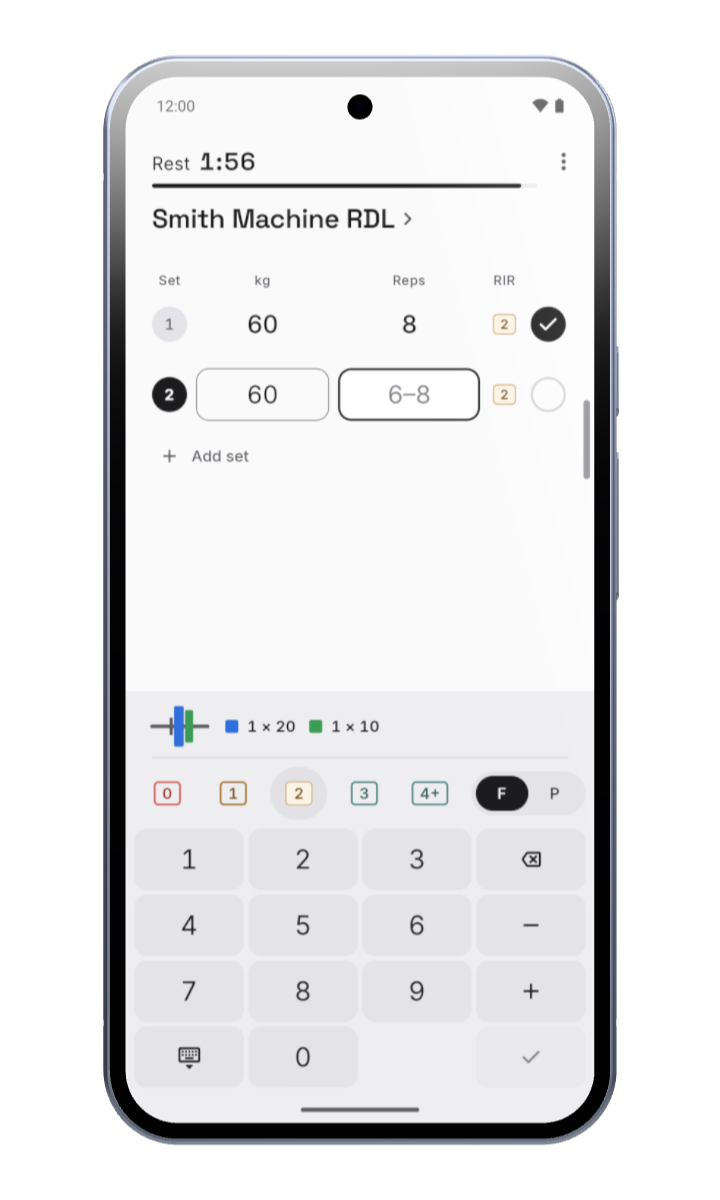 12:00
Rest 1:56
Smith Machine RDL
Set kg Reps RIR
1 60 8 2
2 60 6–8 2
+ Add set
1 × 20 1 × 10
0 1 2 3 4+ F P
1 2 3
4 5 6 −
7 8 9 +
0